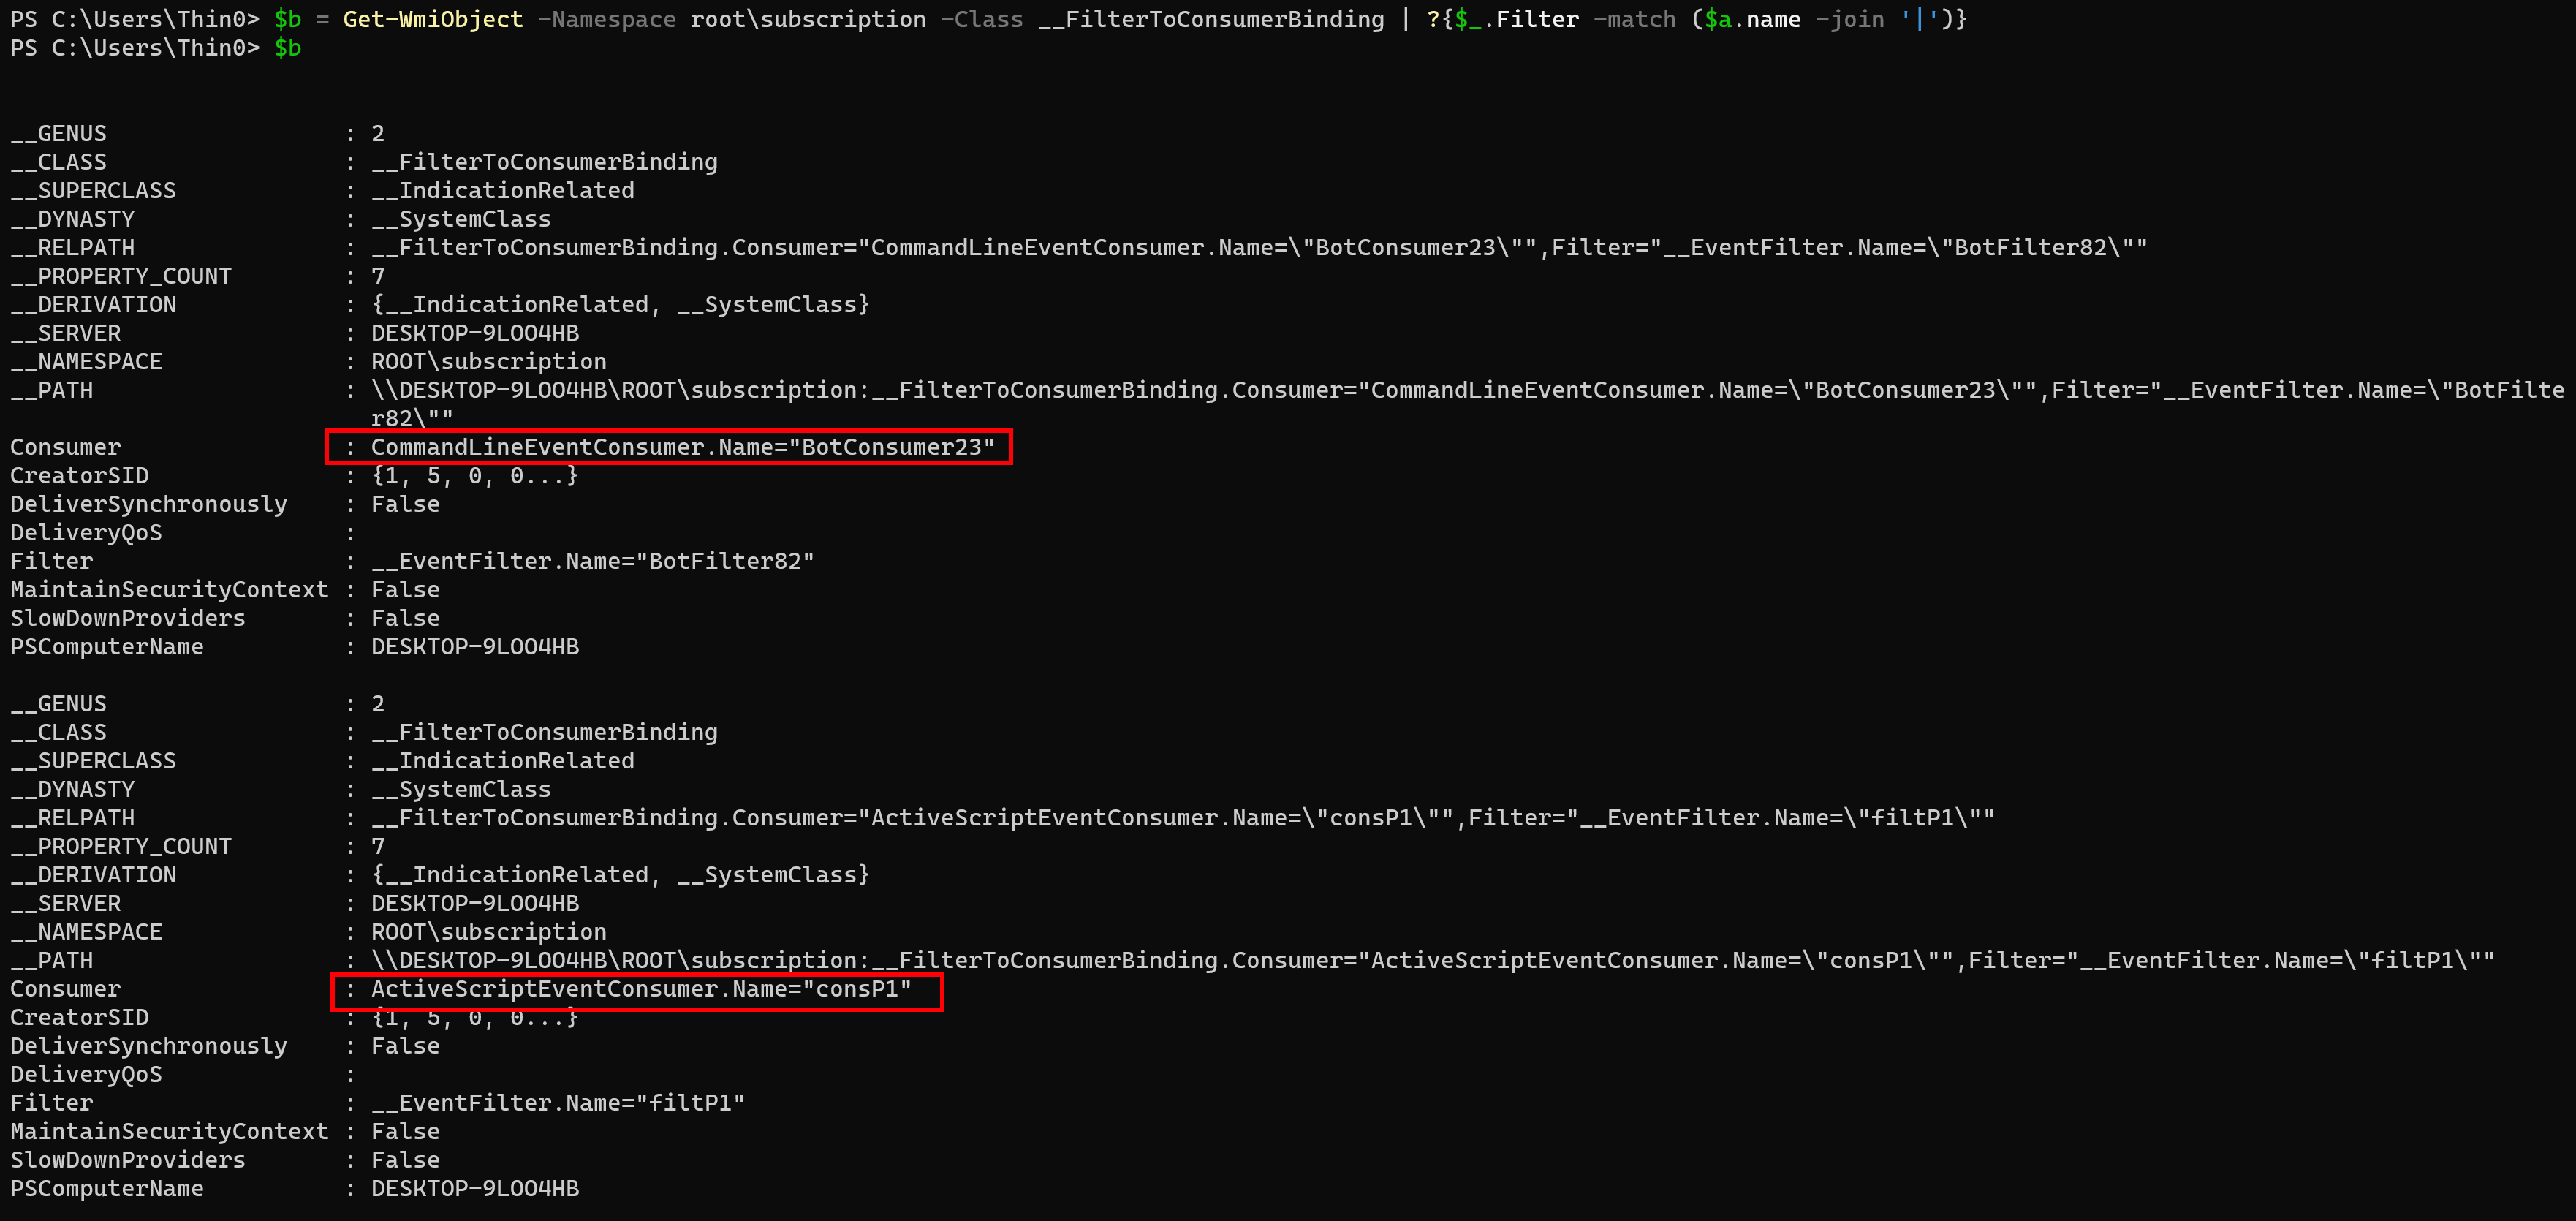 PS C:\Users\Thin0> $b = Get-WmiObject -Namespace root\subscription -Class __FilterToConsumerBinding | ?{$_.Filter -match ($a.name -join '|')}
PS C:\Users\Thin0> $b
__GENUS : 2
__CLASS : __FilterToConsumerBinding
__SUPERCLASS : __IndicationRelated
__DYNASTY : __SystemClass
__RELPATH : __FilterToConsumerBinding.Consumer="CommandLineEventConsumer.Name=\"BotConsumer23\"",Filter="__EventFilter.Name=\"BotFilter82\""
__PROPERTY_COUNT : 7
__DERIVATION : {__IndicationRelated, __SystemClass}
__SERVER : DESKTOP-9LOO4HB
__NAMESPACE : ROOT\subscription
__PATH : \\DESKTOP-9LOO4HB\ROOT\subscription:__FilterToConsumerBinding.Consumer="CommandLineEventConsumer.Name=\"BotConsumer23\"",Filter="__EventFilter.Name=\"BotFilte
r82\""
Consumer : CommandLineEventConsumer.Name="BotConsumer23"
CreatorSID : {1, 5, 0, 0...}
DeliverSynchronously : False
DeliveryQoS :
Filter : __EventFilter.Name="BotFilter82"
MaintainSecurityContext : False
SlowDownProviders : False
PSComputerName : DESKTOP-9LOO4HB
__GENUS : 2
__CLASS : __FilterToConsumerBinding
__SUPERCLASS : __IndicationRelated
__DYNASTY : __SystemClass
__RELPATH : __FilterToConsumerBinding.Consumer="ActiveScriptEventConsumer.Name=\"consP1\"",Filter="__EventFilter.Name=\"filtP1\""
__PROPERTY_COUNT : 7
__DERIVATION : {__IndicationRelated, __SystemClass}
__SERVER : DESKTOP-9LOO4HB
__NAMESPACE : ROOT\subscription
__PATH : \\DESKTOP-9LOO4HB\ROOT\subscription:__FilterToConsumerBinding.Consumer="ActiveScriptEventConsumer.Name=\"consP1\"",Filter="__EventFilter.Name=\"filtP1\""
Consumer : ActiveScriptEventConsumer.Name="consP1"
CreatorSID : {1, 5, 0, 0...}
DeliverSynchronously : False
DeliveryQoS :
Filter : __EventFilter.Name="filtP1"
MaintainSecurityContext : False
SlowDownProviders : False
PSComputerName : DESKTOP-9LOO4HB